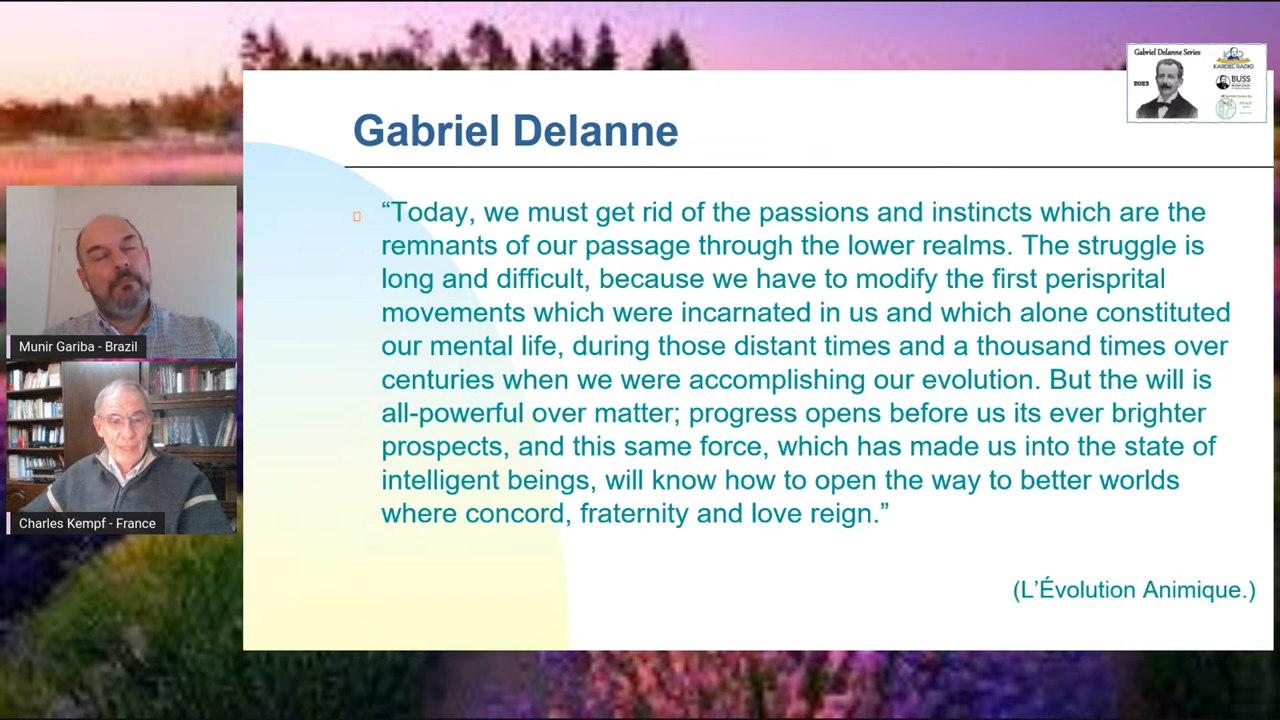 Gabriel Delanne Series
2023
KARDEC RADIO
BUSS
PEACE
Gabriel Delanne
“Today, we must get rid of the passions and instincts which are the
remnants of our passage through the lower realms. The struggle is
long and difficult, because we have to modify the first perisprital
movements which were incarnated in us and which alone constituted
our mental life, during those distant times and a thousand times over
centuries when we were accomplishing our evolution. But the will is
all-powerful over matter; progress opens before us its ever brighter
prospects, and this same force, which has made us into the state of
intelligent beings, will know how to open the way to better worlds
where concord, fraternity and love reign.”
(L’Évolution Animique.)
Munir Gariba - Brazil
Charles Kempf - France